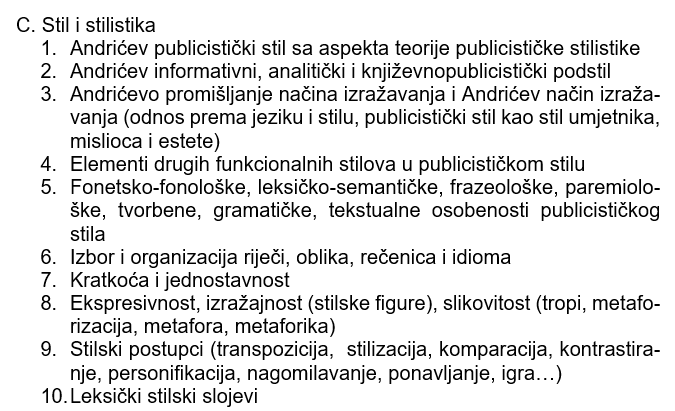 C. Stil i stilistika
1. Andrićev publicistički stil sa aspekta teorije publicističke stilistike
2. Andrićev informativni, analitički i književnopublicistički podstil
3. Andrićevo promišljanje načina izražavanja i Andrićev način izraža-
vanja (odnos prema jeziku i stilu, publicistički stil kao stil umjetnika,
mislioca i estete)
4. Elementi drugih funkcionalnih stilova u publicističkom stilu
5. Fonetsko-fonološke, leksičko-semantičke, frazeološke, paremiolo-
ške, tvorbene, gramatičke, tekstualne osobenosti publicističkog
stila
6. Izbor i organizacija riječi, oblika, rečenica i idioma
7. Kratkoća i jednostavnost
8. Ekspresivnost, izražajnost (stilske figure), slikovitost (tropi, metafo-
rizacija, metafora, metaforika)
9. Stilski postupci (transpozicija, stilizacija, komparacija, kontrastira-
nje, personifikacija, nagomilavanje, ponavljanje, igra…)
10. Leksički stilski slojevi